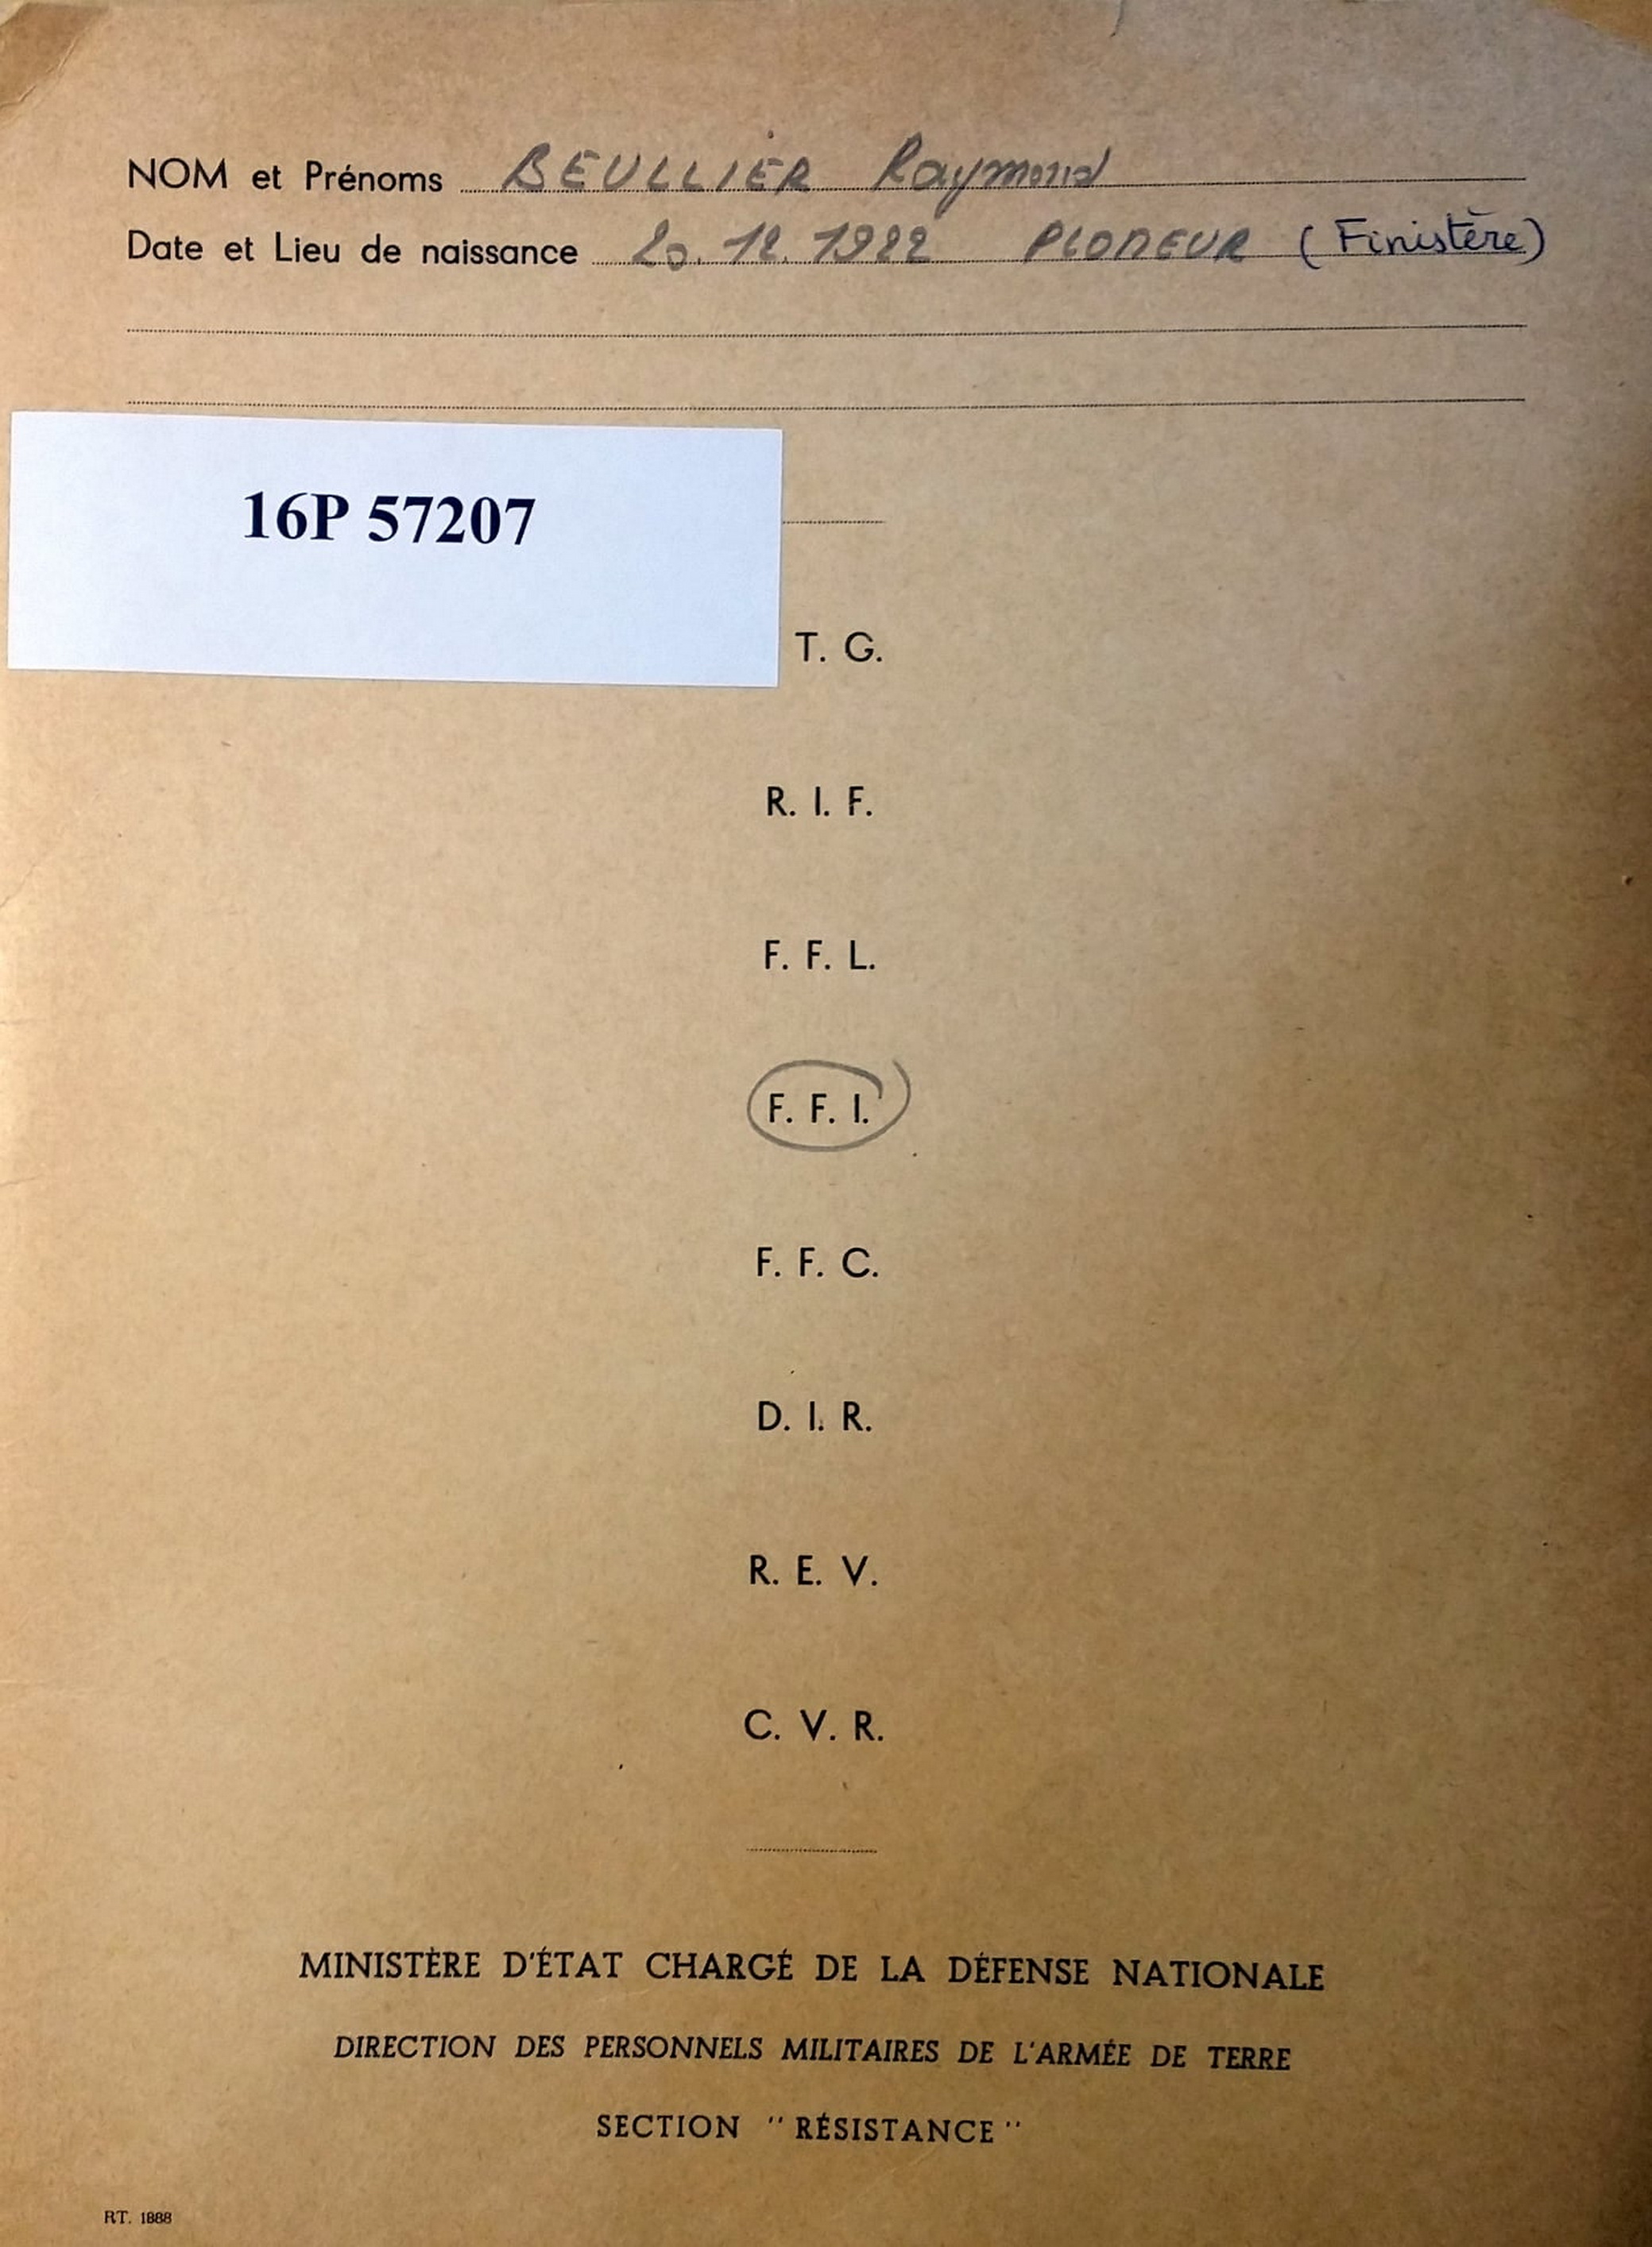 NOM et Prénoms BEULLIER Raymond
Date et Lieu de naissance 20.12.1922 PLOMEUR (Finistère)
16P 57207
T. G.
R. I. F.
F. F. L.
F. F. I.
F. F. C.
D. I. R.
R. E. V.
C. V. R.
MINISTÈRE D'ÉTAT CHARGÉ DE LA DÉFENSE NATIONALE
DIRECTION DES PERSONNELS MILITAIRES DE L'ARMÉE DE TERRE
SECTION "RÉSISTANCE"
RT. 1888